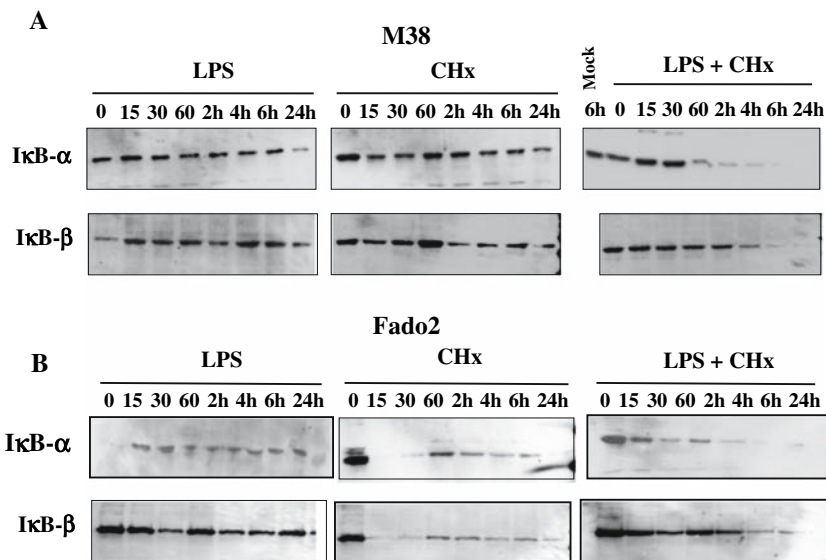 A
M38
LPS
CHx
Mock
LPS + CHx
0 15 30 60 2h 4h 6h 24h
0 15 30 60 2h 4h 6h 24h
6h 0 15 30 60 2h 4h 6h 24h
IκB-α
IκB-β
Fado2
B
LPS
CHx
LPS + CHx
0 15 30 60 2h 4h 6h 24h
0 15 30 60 2h 4h 6h 24h
0 15 30 60 2h 4h 6h 24h
IκB-α
IκB-β